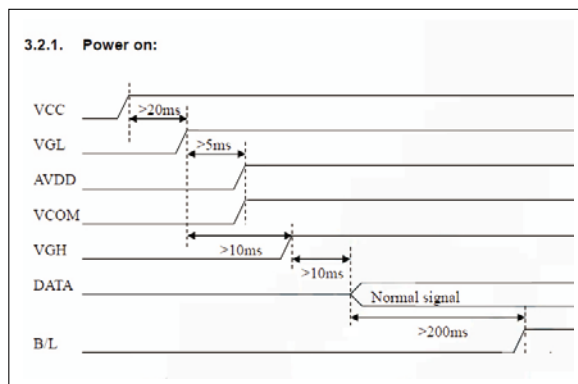 3.2.1. Power on:
VCC
>20ms
VGL
>5ms
AVDD
VCOM
VGH
>10ms
>10ms
DATA
Normal signal
>200ms
B/L